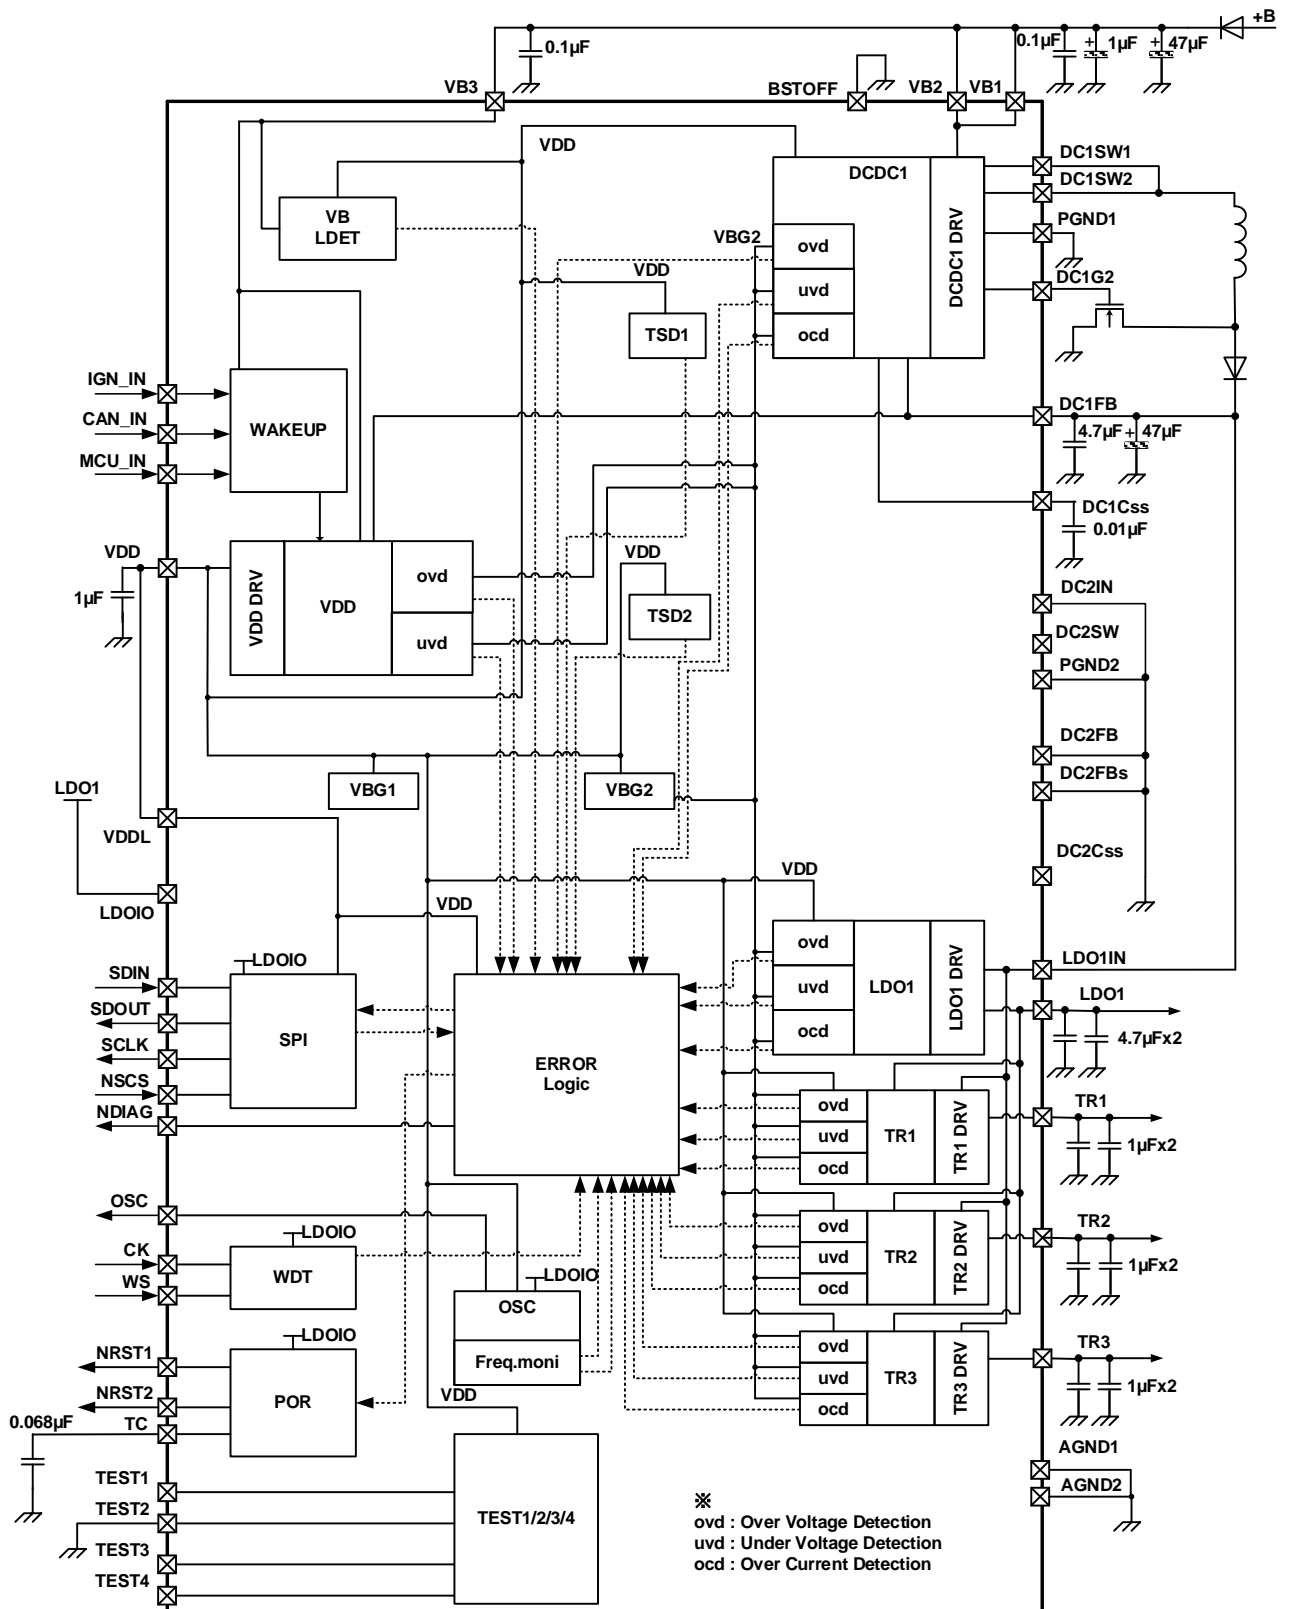 +B
0.1µF
0.1µF
1µF
47µF
+
+
VB3
BSTOFF
VB2
VB1
VDD
DCDC1
DC1SW1
DC1SW2
VB
LDET
VBG2
ovd
uvd
ocd
DCDC1 DRV
PGND1
VDD
DC1G2
TSD1
IGN_IN
CAN_IN
MCU_IN
WAKEUP
DC1FB
4.7µF
+
47µF
DC1Css
0.01µF
VDD
1µF
VDD DRV
VDD
ovd
uvd
VDD
TSD2
DC2IN
DC2SW
PGND2
DC2FB
DC2FBs
DC2Css
VBG1
VBG2
LDO1
VDDL
LDOIO
VDD
VDD
LDOIO
SDIN
SDOUT
SCLK
NSCS
NDIAG
SPI
ERROR
Logic
ovd
uvd
ocd
LDO1
LDO1 DRV
LDO1IN
LDO1
4.7µFx2
ovd
uvd
ocd
TR1
TR1 DRV
TR1
1µFx2
OSC
CK
WS
LDOIO
WDT
ovd
uvd
ocd
TR2
TR2 DRV
TR2
1µFx2
LDOIO
OSC
Freq.moni
NRST1
NRST2
TC
0.068µF
LDOIO
POR
VDD
ovd
uvd
ocd
TR3
TR3 DRV
TR3
1µFx2
AGND1
AGND2
TEST1
TEST2
TEST3
TEST4
TEST1/2/3/4
※
ovd : Over Voltage Detection
uvd : Under Voltage Detection
ocd : Over Current Detection